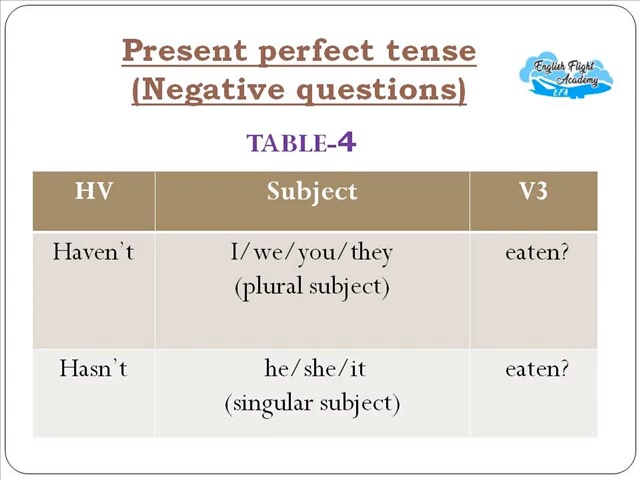 Present perfect tense
(Negative questions)
English Flight
Academy
EFA
TABLE-4
HV Subject V3
Haven't I/we/you/they eaten?
(plural subject)
Hasn't he/she/it eaten?
(singular subject)